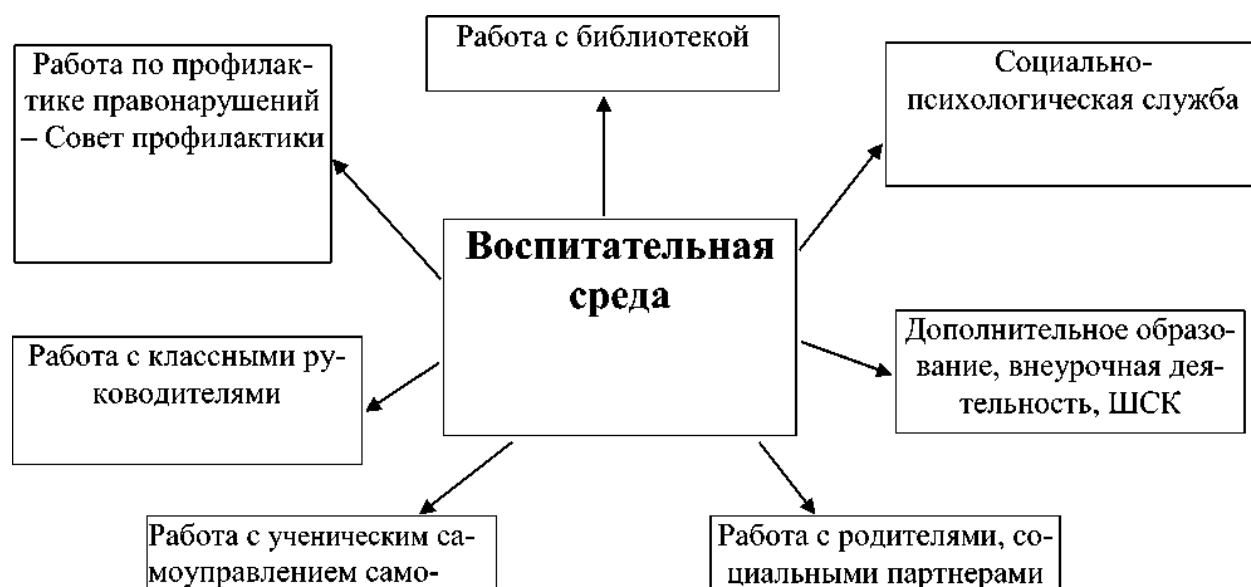 Работа с библиотекой
Работа по профилак-
тике правонарушений
– Совет профилактики
Социально-
психологическая служба
Воспитательная
среда
Работа с классными ру-
ководителями
Дополнительное образо-
вание, внеурочная дея-
тельность, ШСК
Работа с ученическим са-
моуправлением само-
Работа с родителями, со-
циальными партнерами